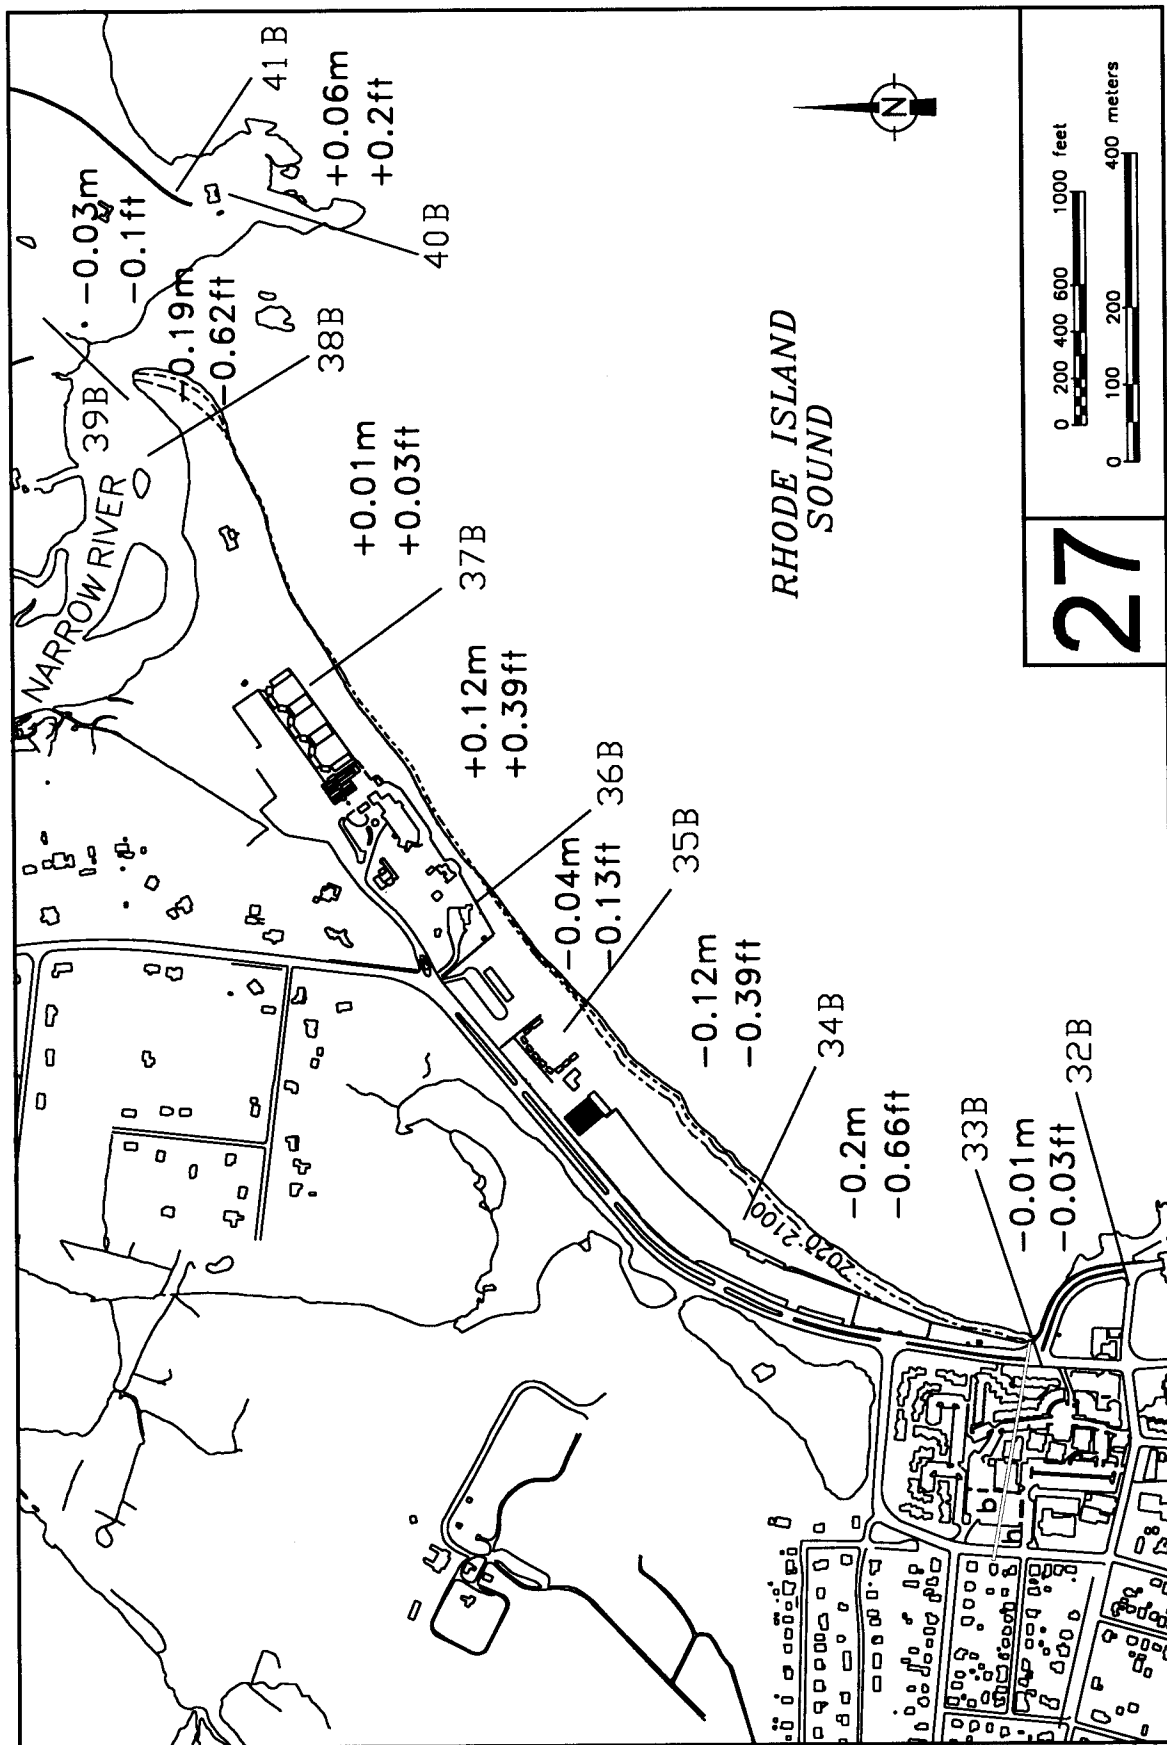 41B
+0.06m
+0.2ft
40B
-0.03m
-0.1ft
-0.19m
-0.62ft
38B
39B
NARROW RIVER
+0.01m
+0.03ft
37B
+0.12m
+0.39ft
36B
-0.04m
-0.13ft
35B
-0.12m
-0.39ft
34B
2020
2100
-0.2m
-0.66ft
33B
-0.01m
-0.03ft
32B
RHODE ISLAND
SOUND
N
27
0 200 400 600 1000 feet
0 100 200 400 meters